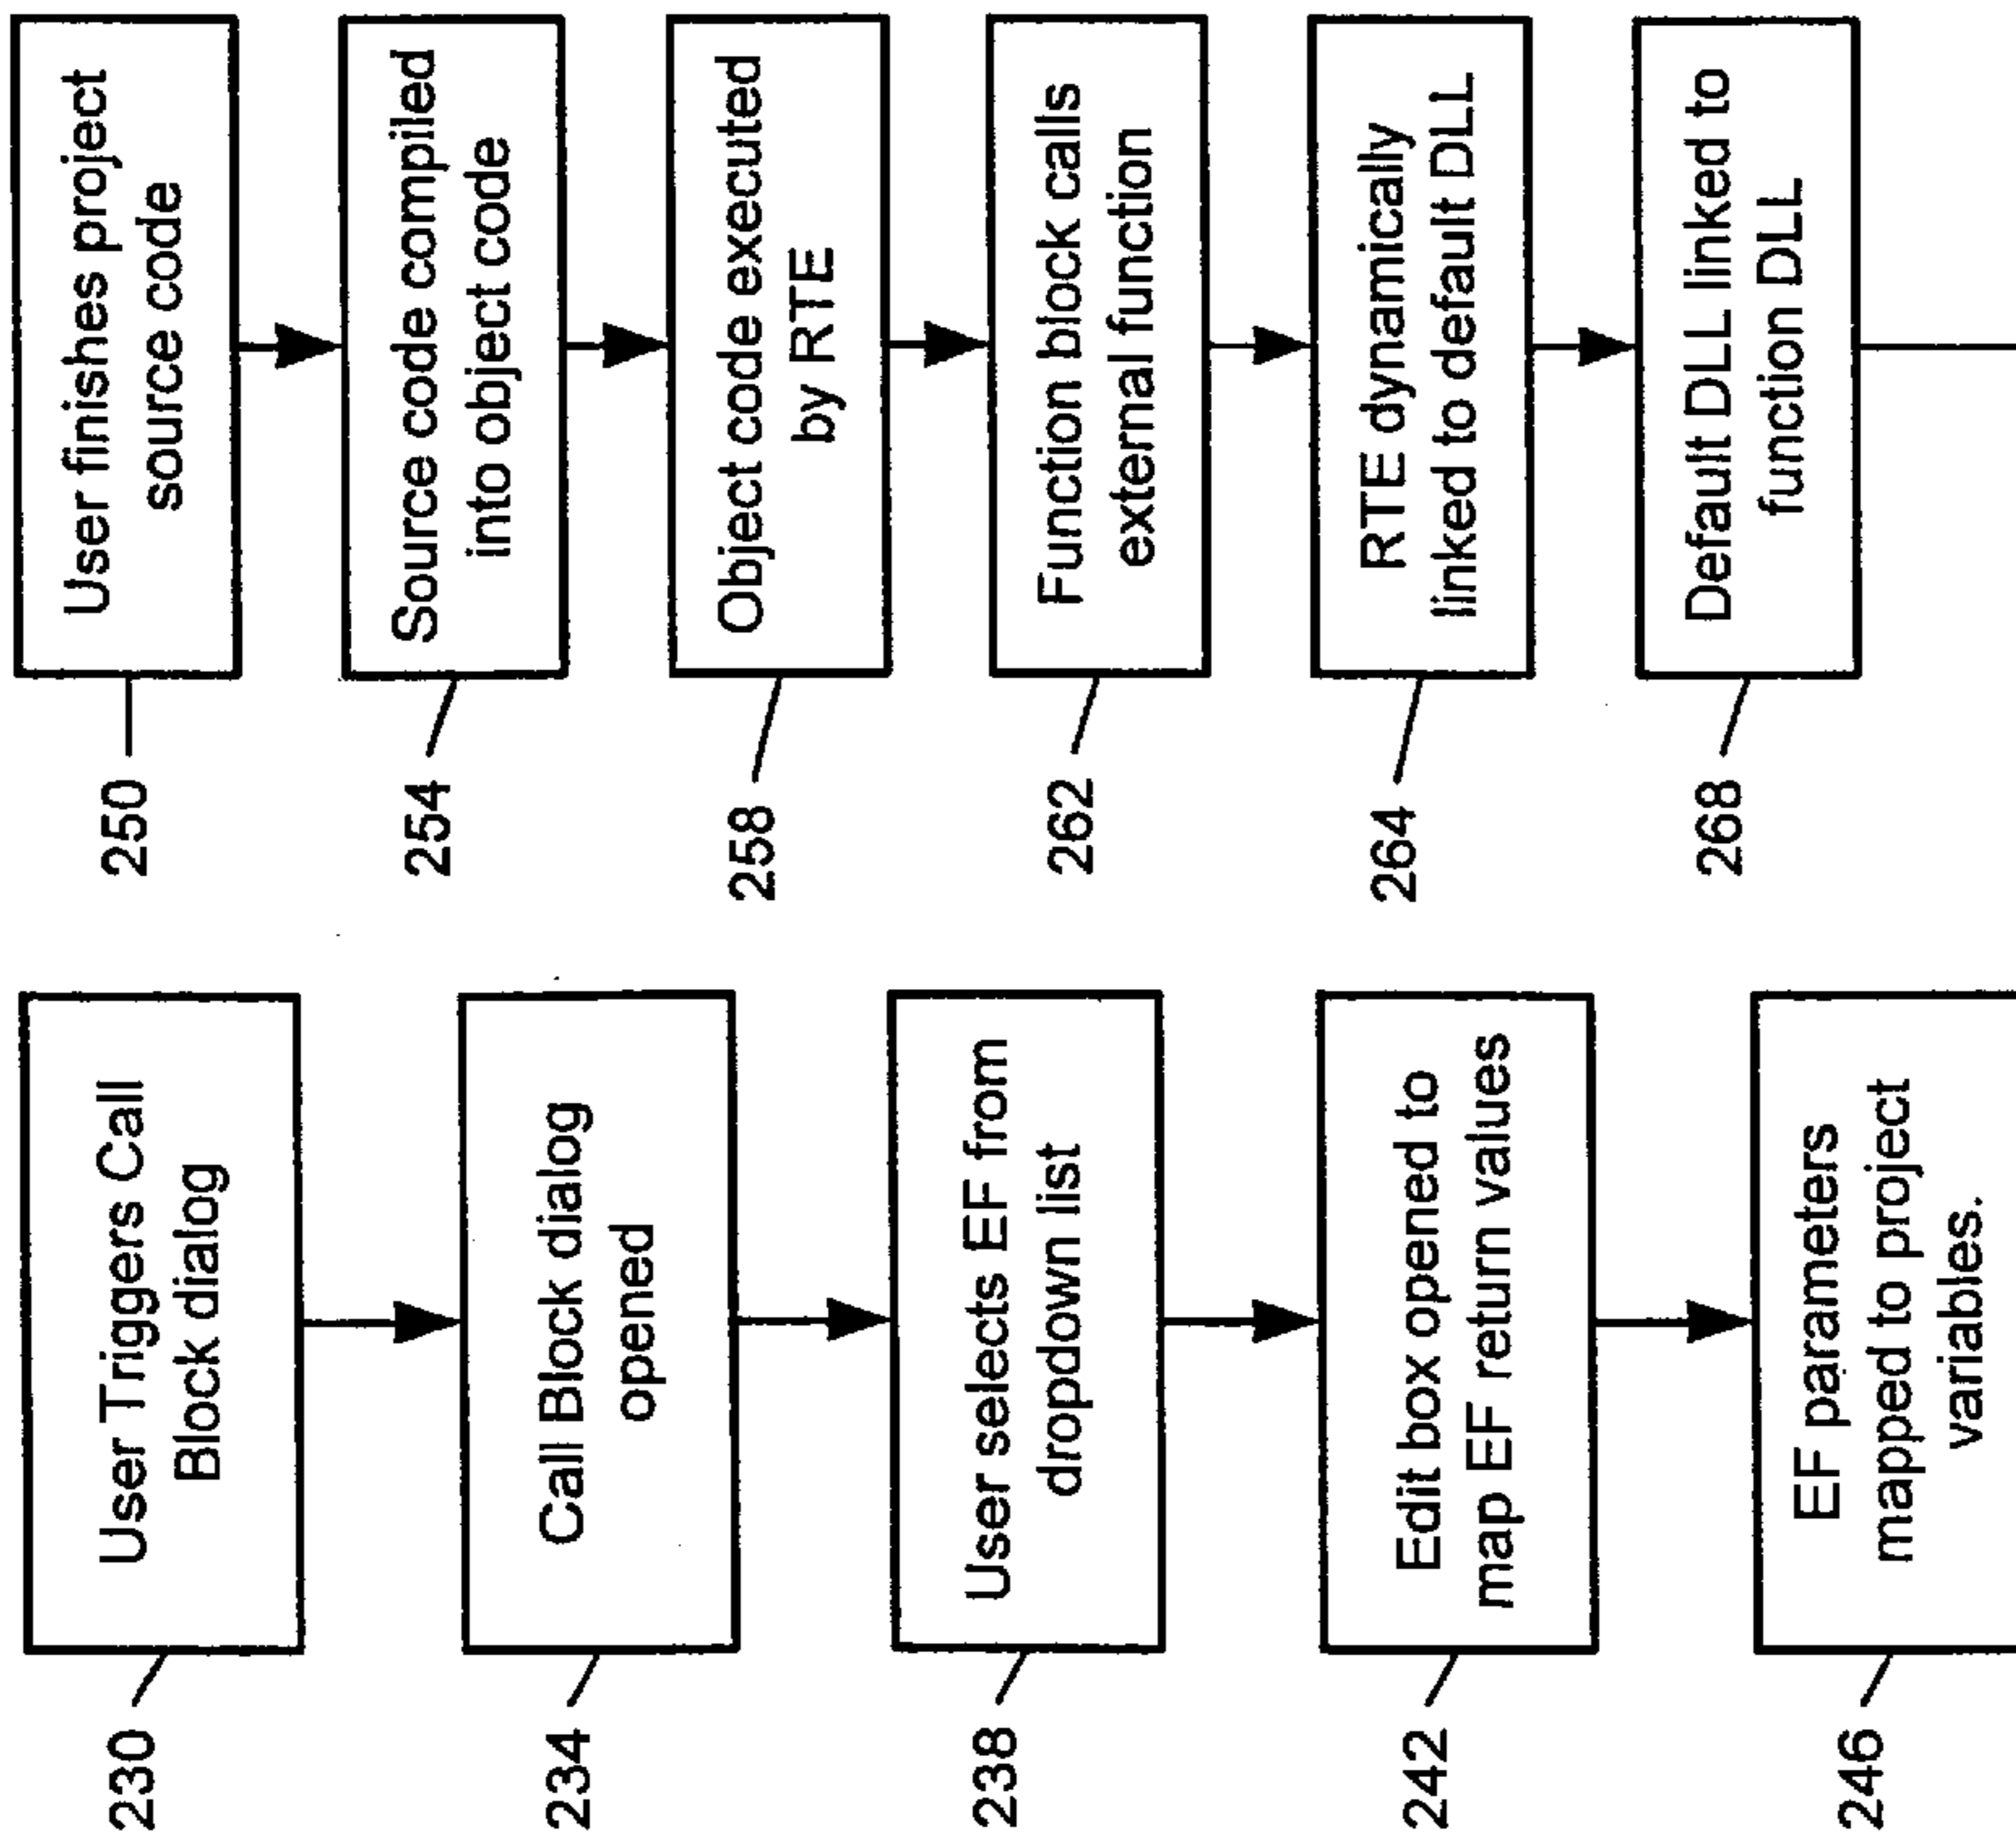 230
User Triggers Call
Block dialog
234
Call Block dialog
opened
238
User selects EF from
dropdown list
242
Edit box opened to
map EF return values
246
EF parameters
mapped to project
variables.
250
User finishes project
source code
254
Source code compiled
into object code
258
Object code executed
by RTE
262
Function block calls
external function
264
RTE dynamically
linked to default DLL
268
Default DLL linked to
function DLL